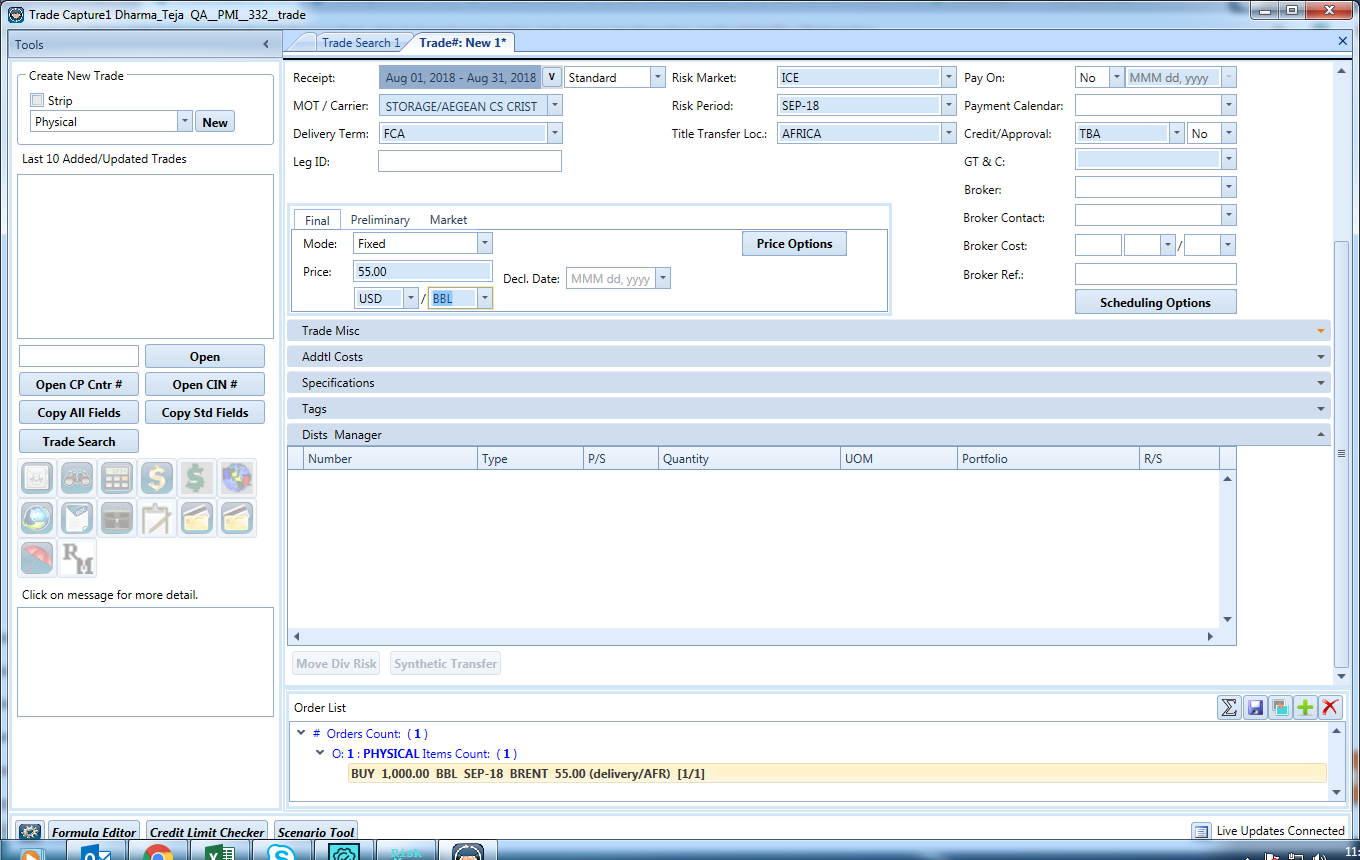 Trade Capture1 Dharma_Teja QA__PMI__332__trade
Tools
Trade Search 1
Trade#: New 1*
Create New Trade
Strip
Physical
New
Last 10 Added/Updated Trades
Open
Open CP Cntr #
Open CIN #
Copy All Fields
Copy Std Fields
Trade Search
RM
Click on message for more detail.
Receipt: Aug 01, 2018 - Aug 31, 2018 V Standard Risk Market: ICE Pay On: No MMM dd, yyyy
MOT / Carrier: STORAGE/AEGEAN CS CRIST Risk Period: SEP-18 Payment Calendar:
Delivery Term: FCA Title Transfer Loc.: AFRICA Credit/Approval: TBA No
Leg ID: GT & C:
Broker:
Broker Contact:
Broker Cost: /
Broker Ref.:
Scheduling Options
Final Preliminary Market
Mode: Fixed Price Options
Price: 55.00 Decl. Date: MMM dd, yyyy
USD / BBL
Trade Misc
Addtl Costs
Specifications
Tags
Dists Manager
Number Type P/S Quantity UOM Portfolio R/S
Move Div Risk Synthetic Transfer
Order List
# Orders Count: ( 1 )
O: 1 : PHYSICAL Items Count: ( 1 )
BUY 1,000.00 BBL SEP-18 BRENT 55.00 (delivery/AFR) [1/1]
Formula Editor Credit Limit Checker Scenario Tool Live Updates Connected
Risk
11: